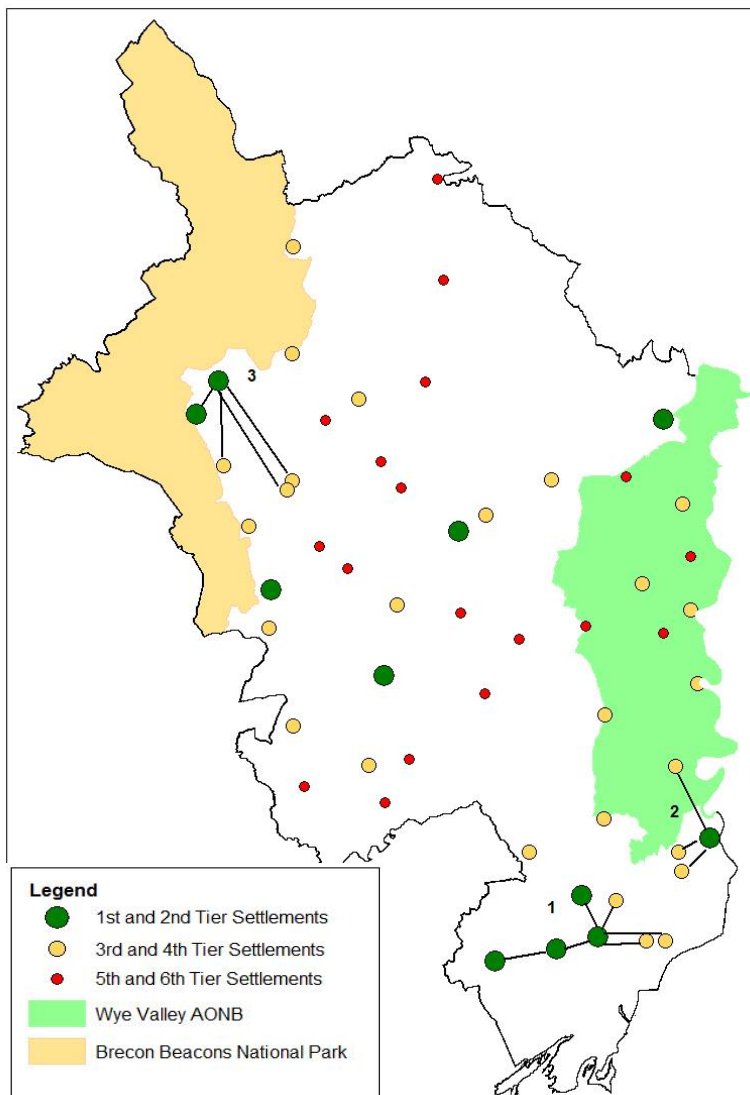 3
2
1
Legend
1st and 2nd Tier Settlements
3rd and 4th Tier Settlements
5th and 6th Tier Settlements
Wye Valley AONB
Brecon Beacons National Park